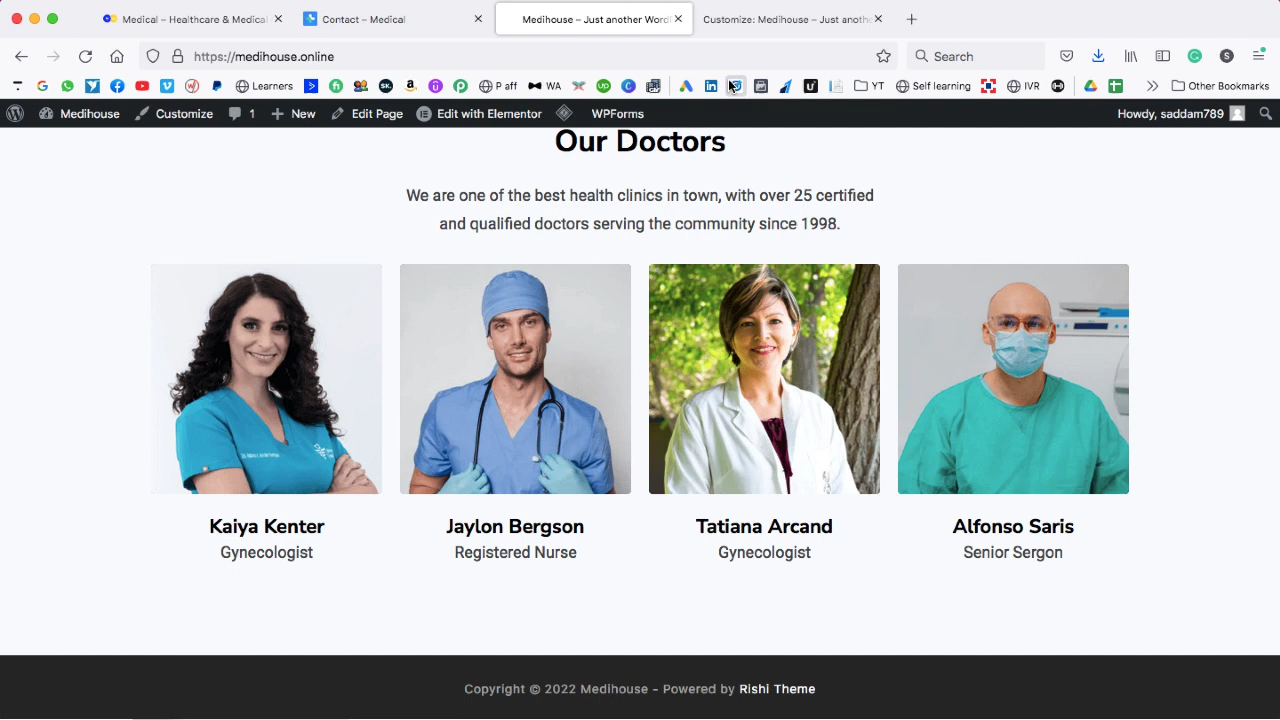 Medical – Healthcare & Medical
Contact – Medical
Medihouse – Just another Word
Customize: Medihouse – Just anothe
https://medihouse.online
Search
Learners
P aff
WA
YT
Self learning
IVR
Other Bookmarks
Medihouse
Customize
1
New
Edit Page
Edit with Elementor
WPForms
Howdy, saddam789
Our Doctors
We are one of the best health clinics in town, with over 25 certified
and qualified doctors serving the community since 1998.
Kaiya Kenter
Jaylon Bergson
Tatiana Arcand
Alfonso Saris
Gynecologist
Registered Nurse
Gynecologist
Senior Sergon
Copyright © 2022 Medihouse – Powered by Rishi Theme